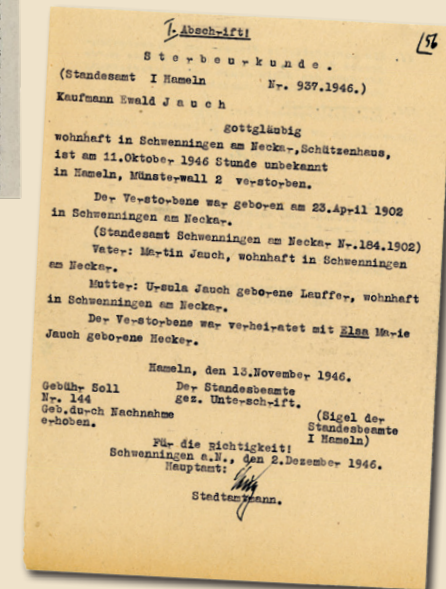 I. Abschrift!
156
Sterbeurkunde.
(Standesamt I Hameln Nr. 937.1946.)
Kaufmann Ewald Jauch
gottgläubig
wohnhaft in Schwenningen am Neckar,Schützenhaus,
ist am 11.Oktober 1946 Stunde unbekannt
in Hameln, Münsterwall 2 verstorben.
Der Verstorbene war geboren am 23.April 1902
in Schwenningen am Neckar.
(Standesamt Schwenningen am Neckar Nr.184.1902)
Vater: Martin Jauch, wohnhaft in Schwenningen
am Neckar.
Mutter: Ursula Jauch geborene Lauffer, wohnhaft
in Schwenningen am Neckar.
Der Verstorbene war verheiratet mit Elsa Marie
Jauch geborene Hecker.
Hameln, den 13.November 1946.
Gebühr Soll
Nr. 144
Geb.durch Nachnahme
erhoben.
Der Standesbeamte
gez. Unterschrift.
(Sigel der
Standesbeamte
I Hameln)
Für die Richtigkeit!
Schwenningen a.N., den 2.Dezember 1946.
Hauptamt:
Stadtamtmann.